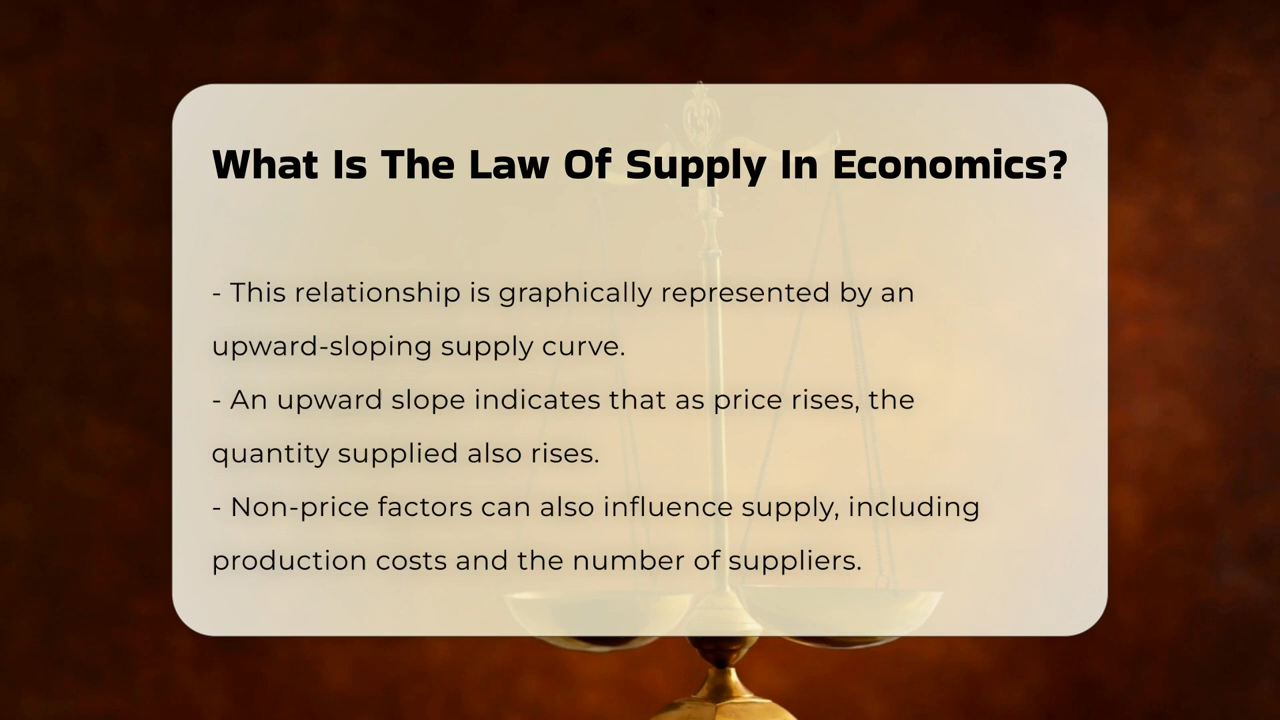 What Is The Law Of Supply In Economics?
- This relationship is graphically represented by an
upward-sloping supply curve.
- An upward slope indicates that as price rises, the
quantity supplied also rises.
- Non-price factors can also influence supply, including
production costs and the number of suppliers.